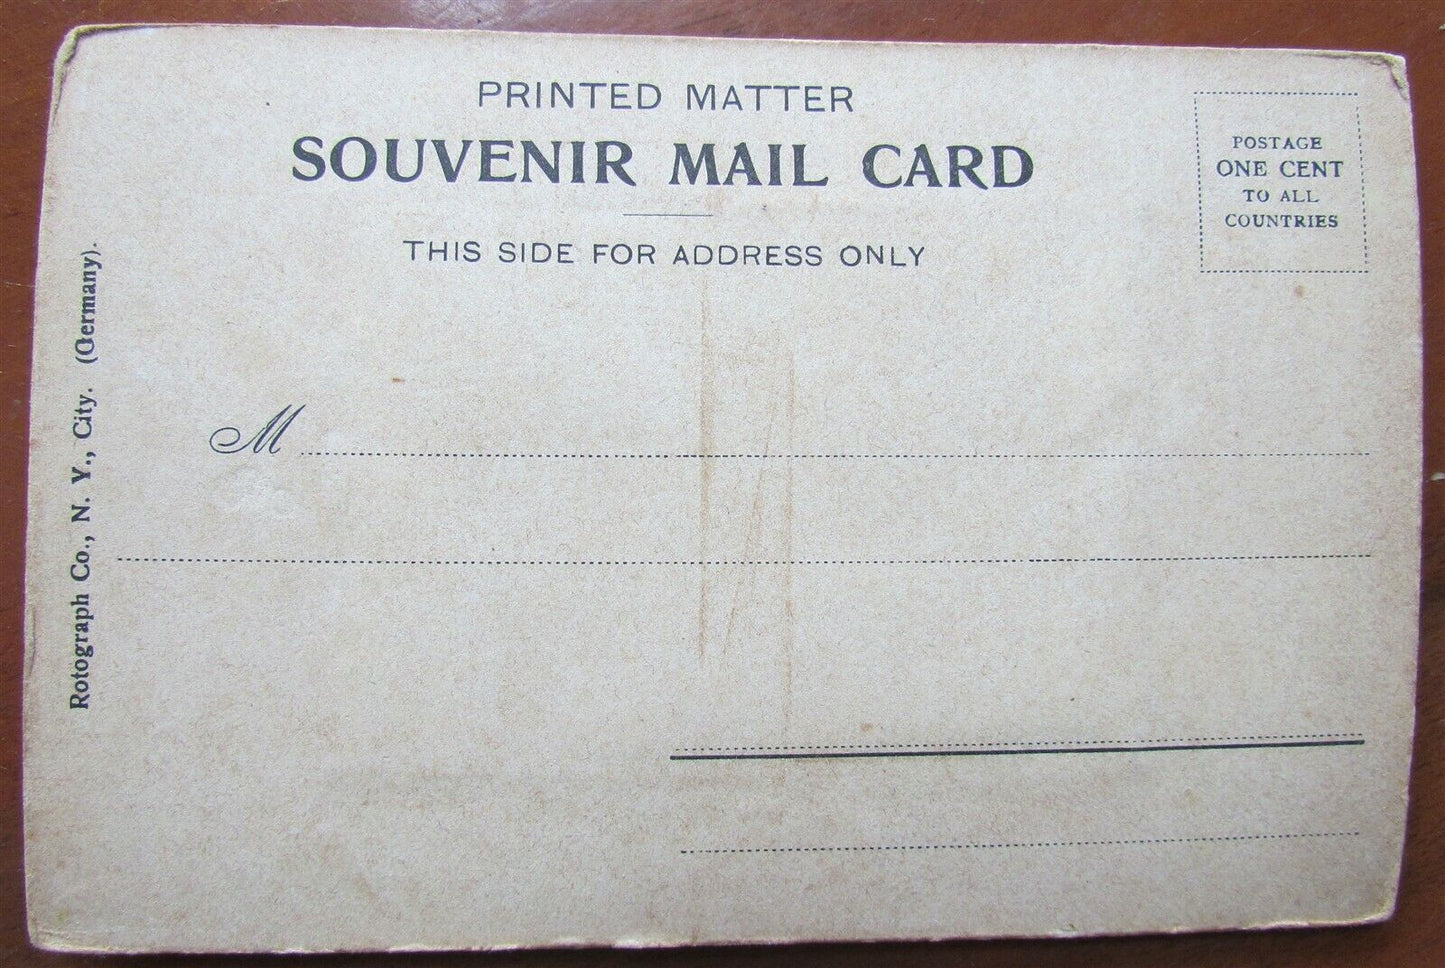 PRINTED MATTER
SOUVENIR MAIL CARD
THIS SIDE FOR ADDRESS ONLY
POSTAGE
ONE CENT
TO ALL
COUNTRIES
M
Rotograph Co., N. Y., City. (Germany).